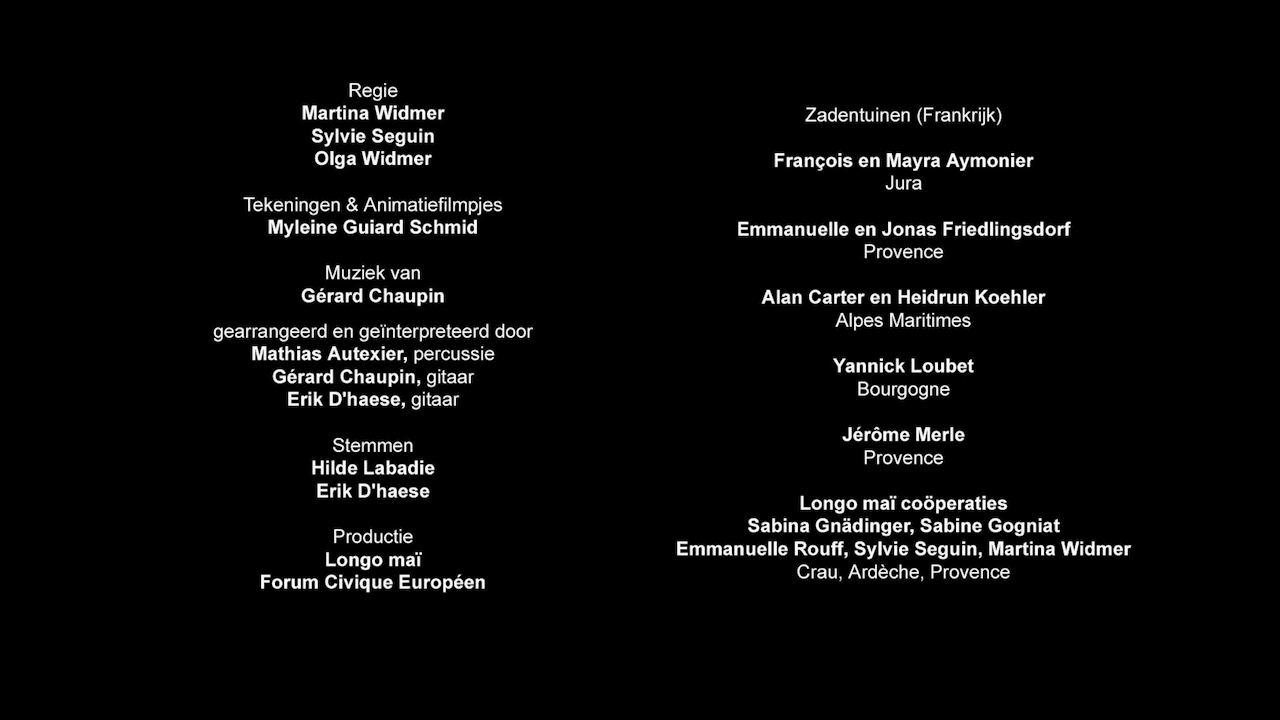 Regie
Martina Widmer
Sylvie Seguin
Olga Widmer
Tekeningen & Animatiefilmpjes
Myleine Guiard Schmid
Muziek van
Gérard Chaupin
gearrangeerd en geïnterpreteerd door
Mathias Autexier, percussie
Gérard Chaupin, gitaar
Erik D'haese, gitaar
Stemmen
Hilde Labadie
Erik D'haese
Productie
Longo maï
Forum Civique Européen
Zadentuinen (Frankrijk)
François en Mayra Aymonier
Jura
Emmanuelle en Jonas Friedlingsdorf
Provence
Alan Carter en Heidrun Koehler
Alpes Maritimes
Yannick Loubet
Bourgogne
Jérôme Merle
Provence
Longo maï coöperaties
Sabina Gnädinger, Sabine Gogniat
Emmanuelle Rouff, Sylvie Seguin, Martina Widmer
Crau, Ardèche, Provence